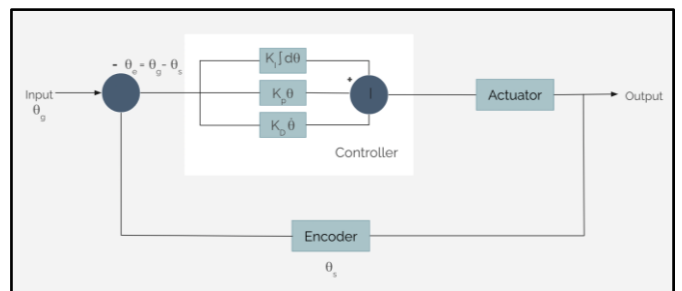 - θe = θg - θs
Input
θg
KI∫dθ
+
Kpθ
I
KDθ̇
Controller
Actuator
Output
Encoder
θs